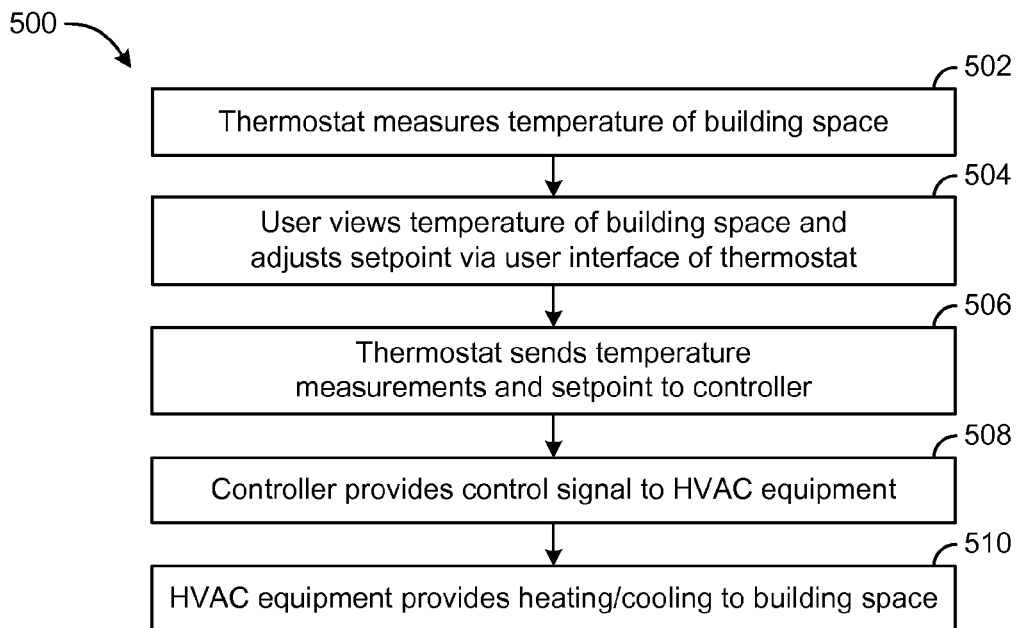 500
502
Thermostat measures temperature of building space
504
User views temperature of building space and
adjusts setpoint via user interface of thermostat
506
Thermostat sends temperature
measurements and setpoint to controller
508
Controller provides control signal to HVAC equipment
510
HVAC equipment provides heating/cooling to building space